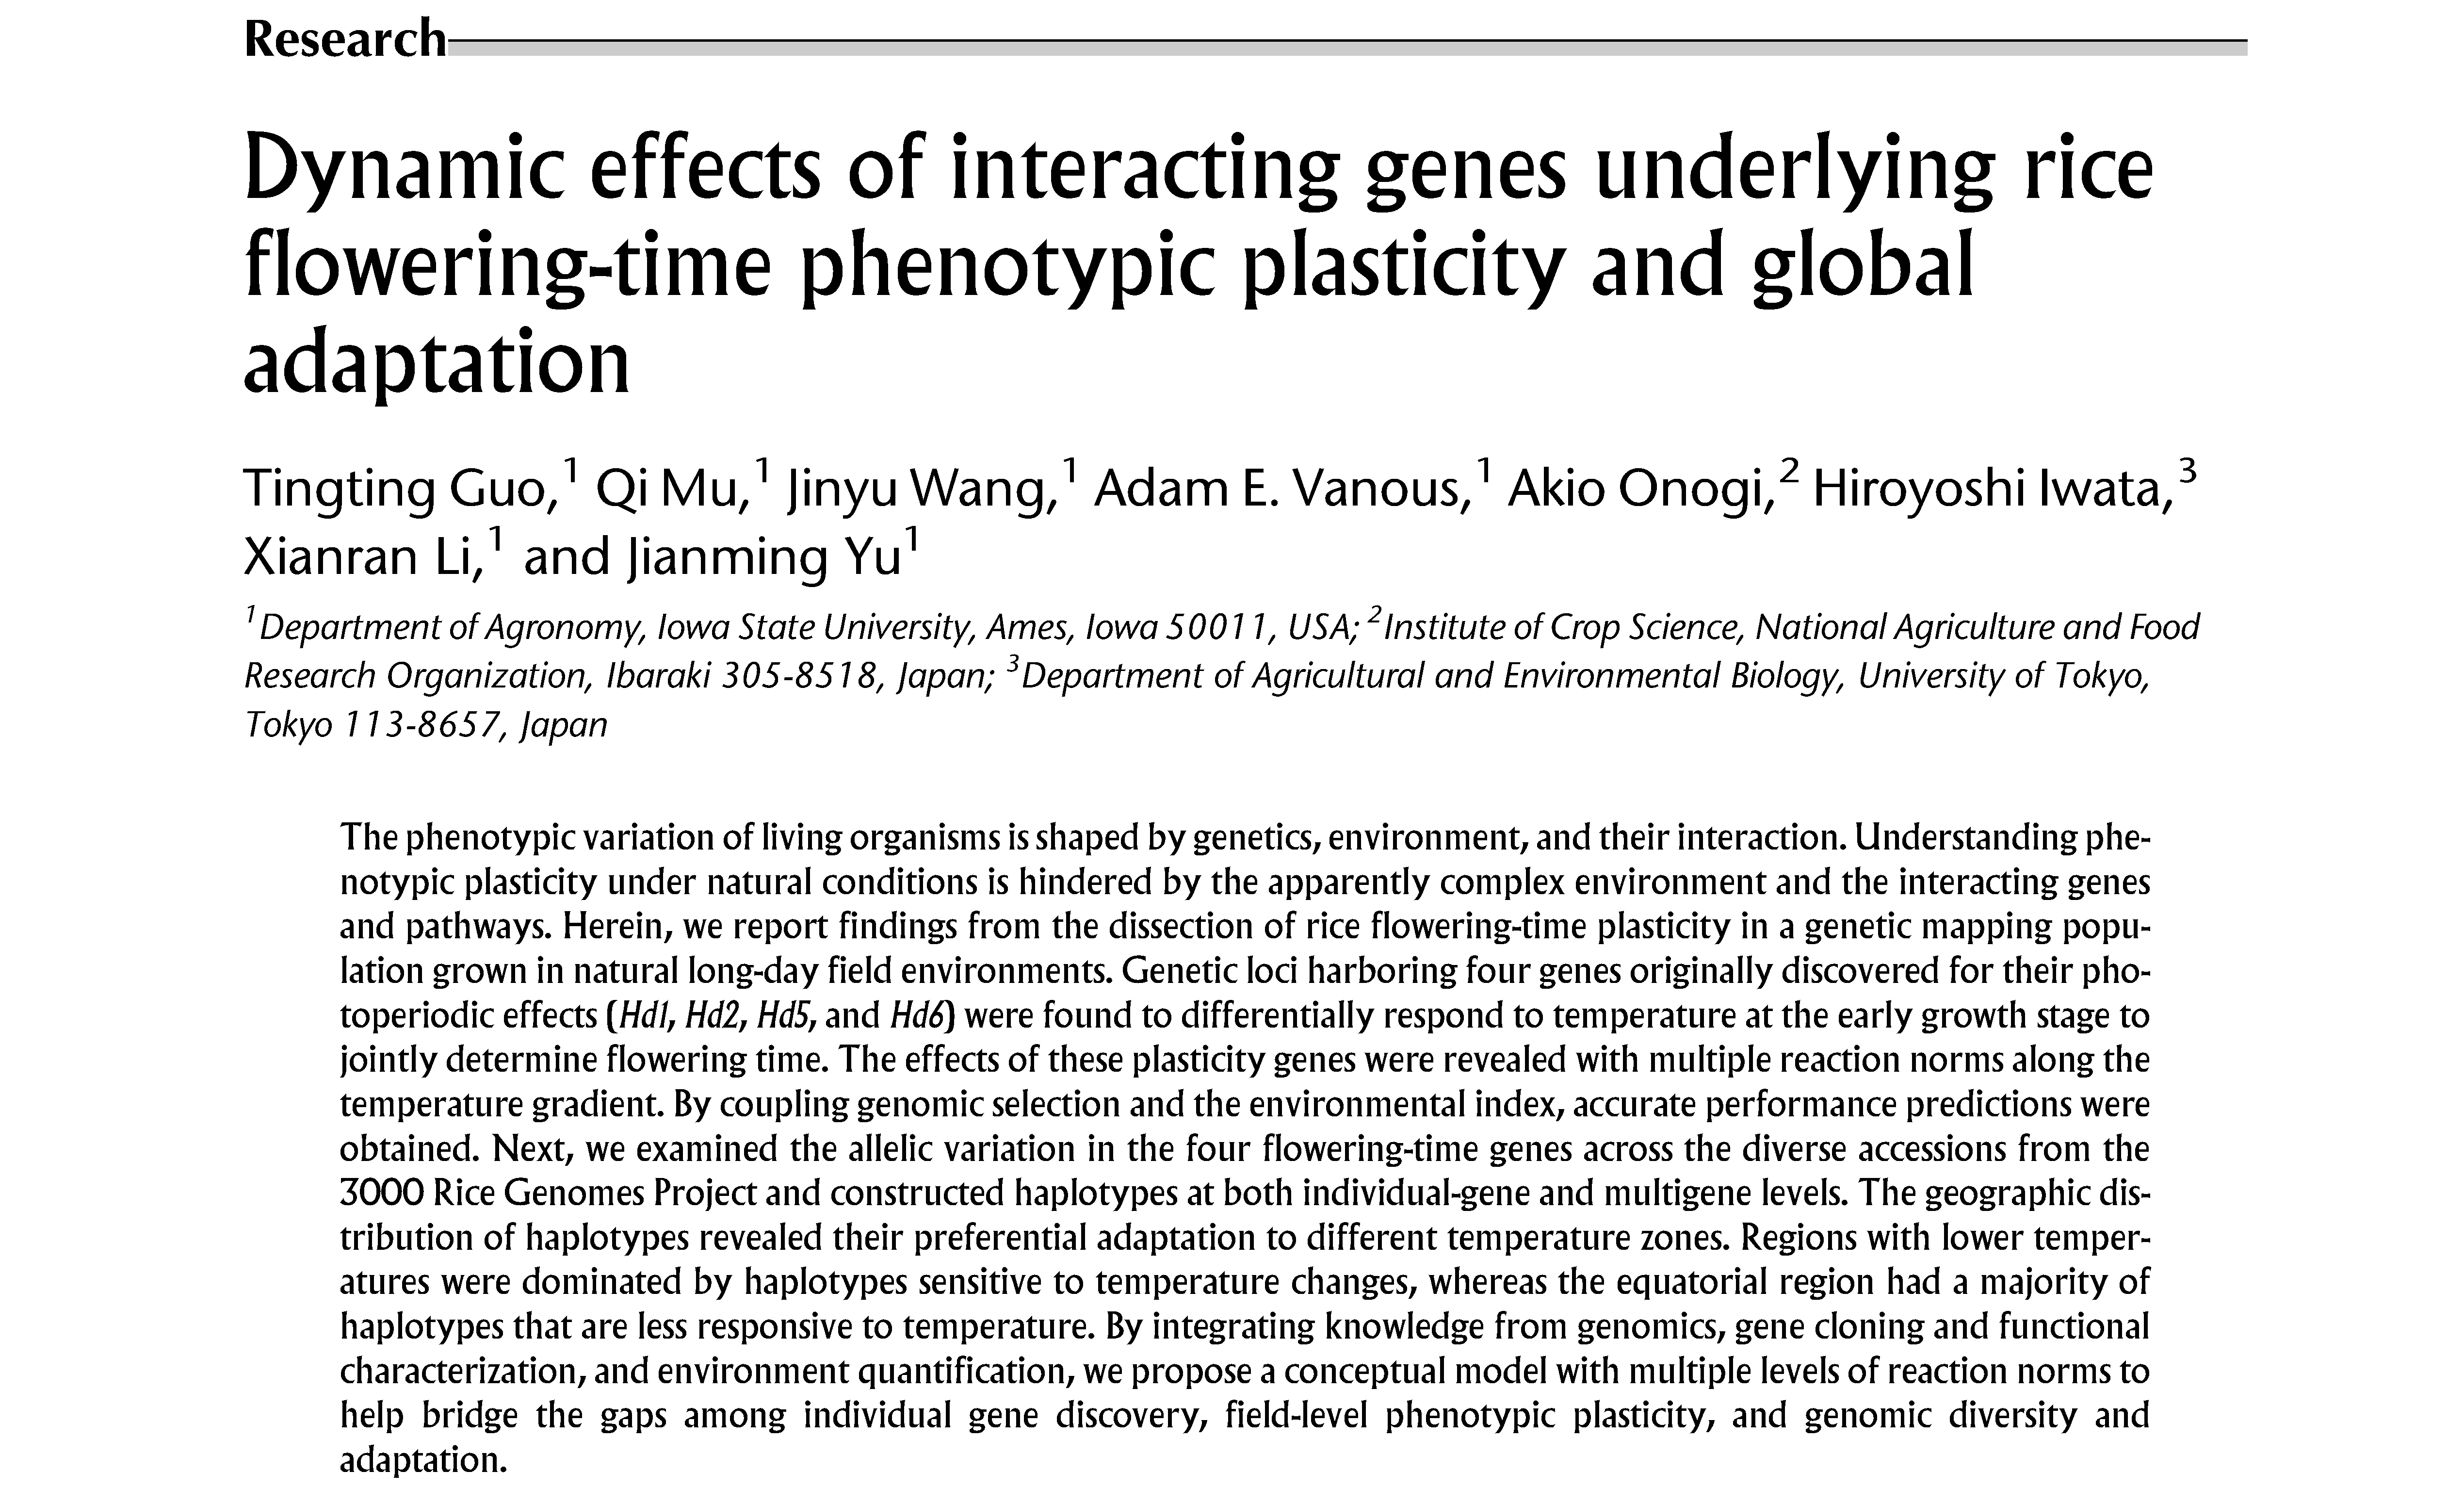 Research
Dynamic effects of interacting genes underlying rice
flowering-time phenotypic plasticity and global
adaptation
Tingting Guo,1 Qi Mu,1 Jinyu Wang,1 Adam E. Vanous,1 Akio Onogi,2 Hiroyoshi Iwata,3
Xianran Li,1 and Jianming Yu1
1Department of Agronomy, Iowa State University, Ames, Iowa 50011, USA; 2Institute of Crop Science, National Agriculture and Food
Research Organization, Ibaraki 305-8518, Japan; 3Department of Agricultural and Environmental Biology, University of Tokyo,
Tokyo 113-8657, Japan
The phenotypic variation of living organisms is shaped by genetics, environment, and their interaction. Understanding phe-
notypic plasticity under natural conditions is hindered by the apparently complex environment and the interacting genes
and pathways. Herein, we report findings from the dissection of rice flowering-time plasticity in a genetic mapping popu-
lation grown in natural long-day field environments. Genetic loci harboring four genes originally discovered for their pho-
toperiodic effects (Hd1, Hd2, Hd5, and Hd6) were found to differentially respond to temperature at the early growth stage to
jointly determine flowering time. The effects of these plasticity genes were revealed with multiple reaction norms along the
temperature gradient. By coupling genomic selection and the environmental index, accurate performance predictions were
obtained. Next, we examined the allelic variation in the four flowering-time genes across the diverse accessions from the
3000 Rice Genomes Project and constructed haplotypes at both individual-gene and multigene levels. The geographic dis-
tribution of haplotypes revealed their preferential adaptation to different temperature zones. Regions with lower temper-
atures were dominated by haplotypes sensitive to temperature changes, whereas the equatorial region had a majority of
haplotypes that are less responsive to temperature. By integrating knowledge from genomics, gene cloning and functional
characterization, and environment quantification, we propose a conceptual model with multiple levels of reaction norms to
help bridge the gaps among individual gene discovery, field-level phenotypic plasticity, and genomic diversity and
adaptation.